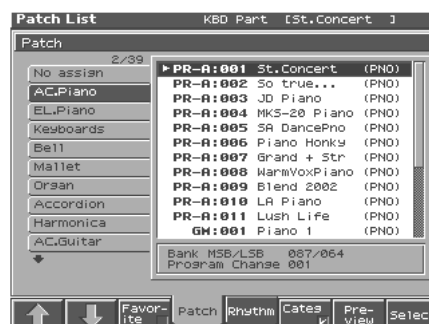 Patch List KBD Part [St.Concert ]
Patch
2/39
No assign
AC.Piano
EL.Piano
Keyboards
Bell
Mallet
Organ
Accordion
Harmonica
AC.Guitar
PR-A:001 St.Concert (PNO)
PR-A:002 So true... (PNO)
PR-A:003 JD Piano (PNO)
PR-A:004 MKS-20 Piano (PNO)
PR-A:005 SA DancePno (PNO)
PR-A:006 Piano Honky (PNO)
PR-A:007 Grand + Str (PNO)
PR-A:008 WarmVoxPiano (PNO)
PR-A:009 Blend 2002 (PNO)
PR-A:010 LA Piano (PNO)
PR-A:011 Lush Life (PNO)
GM:001 Piano 1 (PNO)
Bank MSB/LSB 087/064
Program Change 001
Favor-ite Patch Rhythm Categ Pre-view Selec